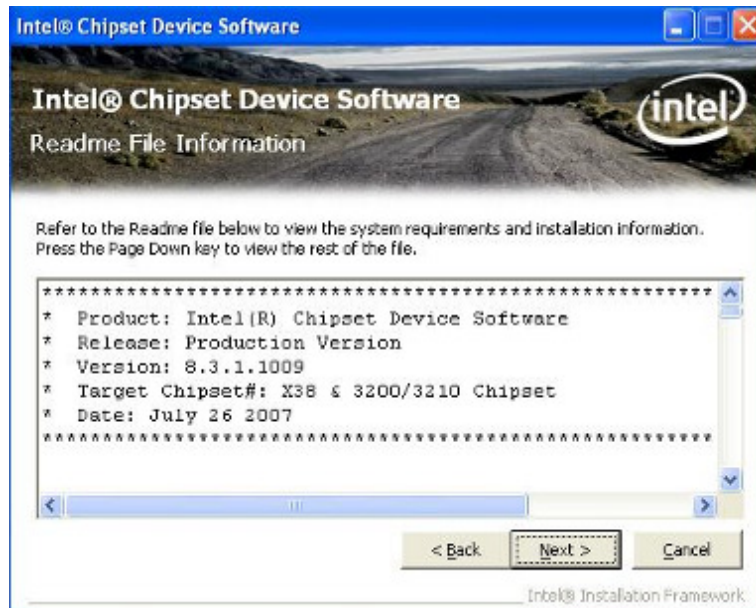 Intel® Chipset Device Software
Intel® Chipset Device Software
intel
Readme File Information
Refer to the Readme file below to view the system requirements and installation information.
Press the Page Down key to view the rest of the file.
************************************************************
* Product: Intel(R) Chipset Device Software
* Release: Production Version
* Version: 8.3.1.1009
* Target Chipset#: X38 & 3200/3210 Chipset
* Date: July 26 2007
************************************************************
< Back
Next >
Cancel
Intel® Installation Framework